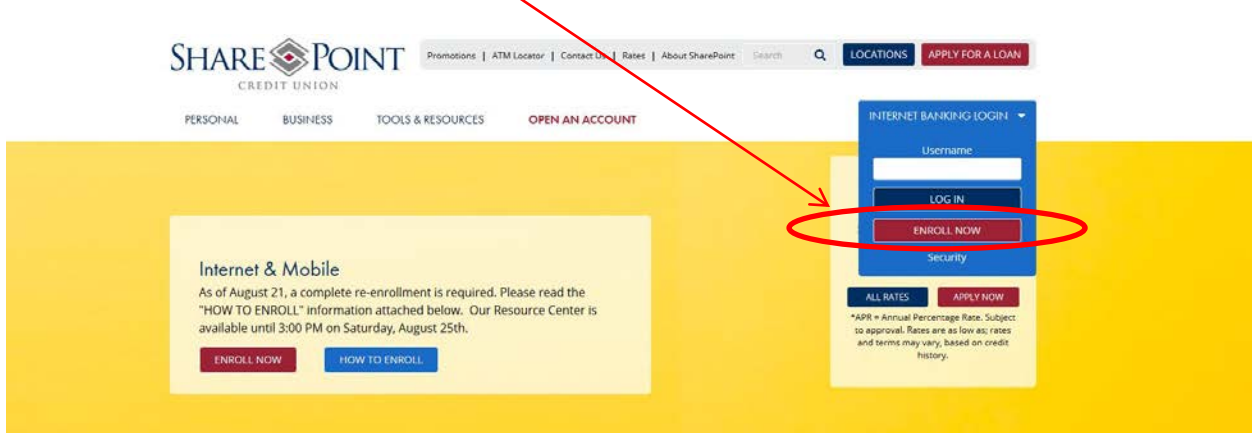 SHARE POINT
CREDIT UNION
Promotions | ATM Locator | Contact Us | Rates | About SharePoint Search LOCATIONS APPLY FOR A LOAN
PERSONAL BUSINESS TOOLS & RESOURCES OPEN AN ACCOUNT
INTERNET BANKING LOGIN
Username
LOG IN
ENROLL NOW
Security
Internet & Mobile
As of August 21, a complete re-enrollment is required. Please read the
"HOW TO ENROLL" information attached below. Our Resource Center is
available until 3:00 PM on Saturday, August 25th.
ENROLL NOW HOW TO ENROLL
ALL RATES APPLY NOW
*APR = Annual Percentage Rate. Subject
to approval. Rates are as low as; rates
and terms may vary, based on credit
history.